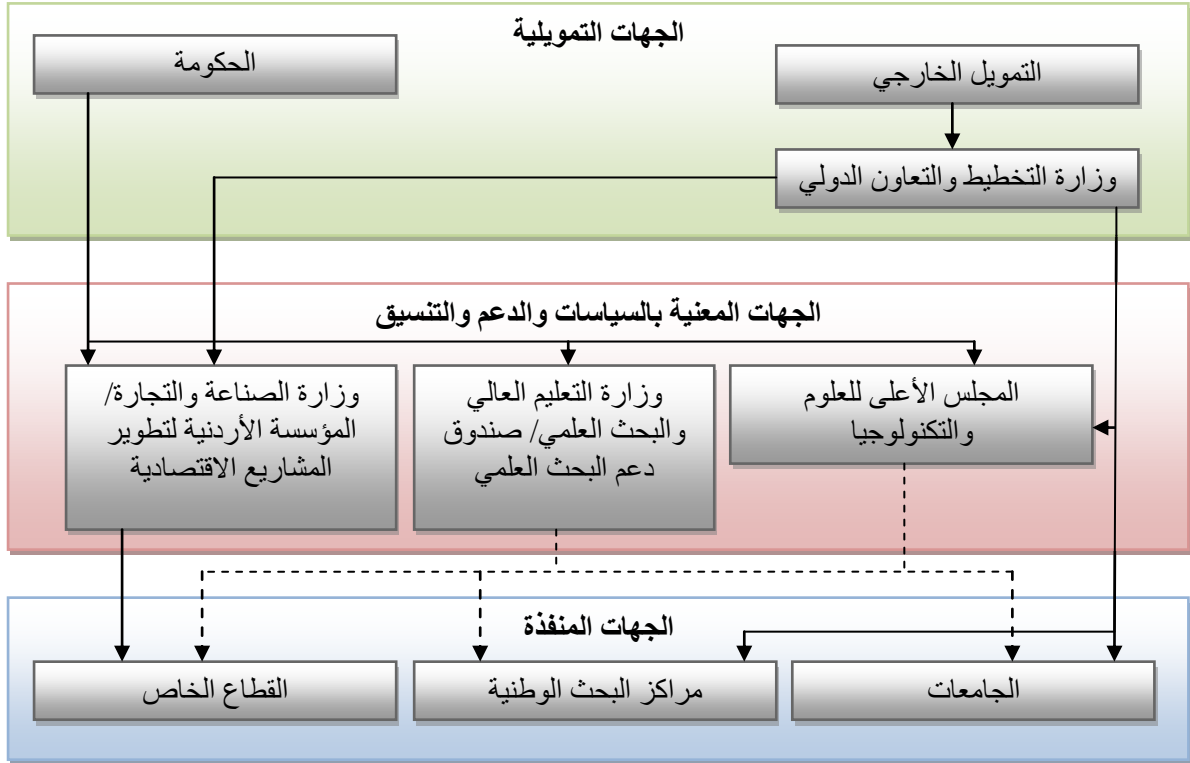 الجهات التمويلية
التمويل الخارجي
الحكومة
وزارة التخطيط والتعاون الدولي
الجهات المعنية بالسياسات والدعم والتنسيق
المجلس الأعلى للعلوم
والتكنولوجيا
وزارة التعليم العالي
والبحث العلمي/ صندوق
دعم البحث العلمي
وزارة الصناعة والتجارة/
المؤسسة الأردنية لتطوير
المشاريع الاقتصادية
الجهات المنفذة
الجامعات
مراكز البحث الوطنية
القطاع الخاص